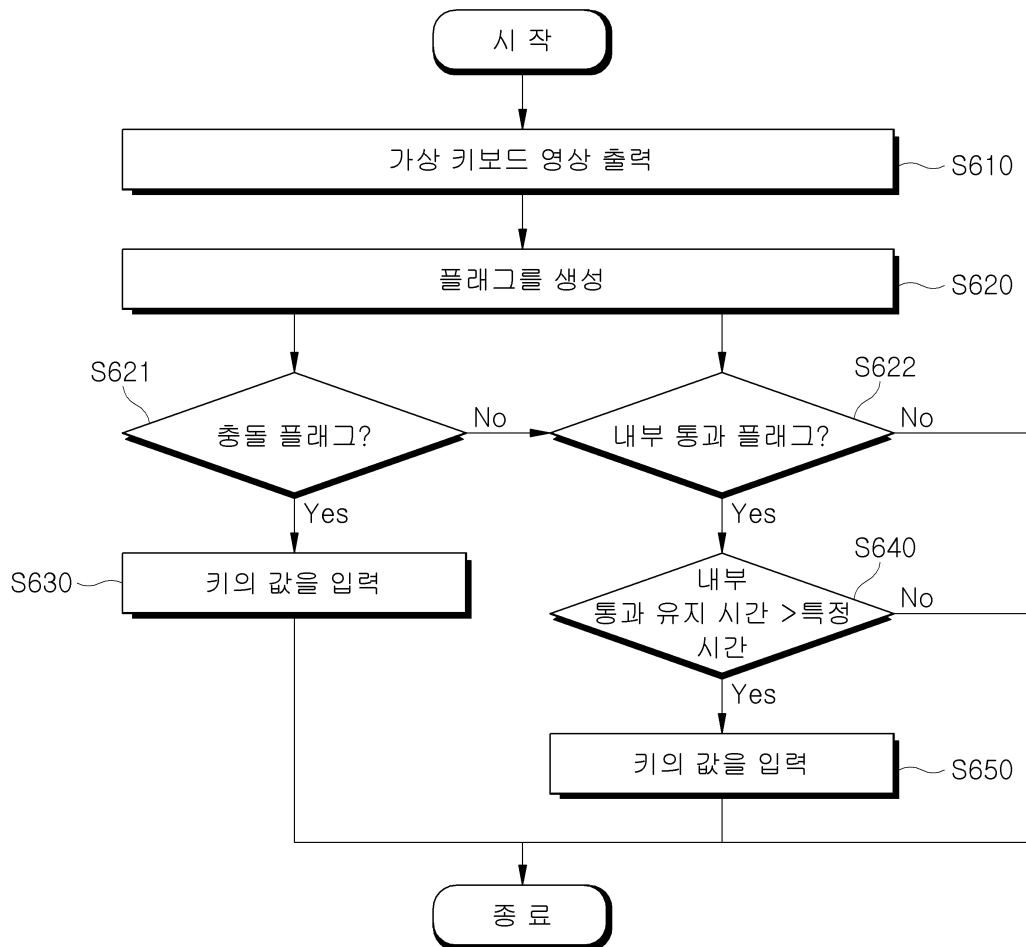 시 작
가상 키보드 영상 출력
S610
플래그를 생성
S620
S621
충돌 플래그?
No
S622
내부 통과 플래그?
No
Yes
Yes
S630
키의 값을 입력
S640
내부
통과 유지 시간 >특정
시간
No
Yes
키의 값을 입력
S650
종 료